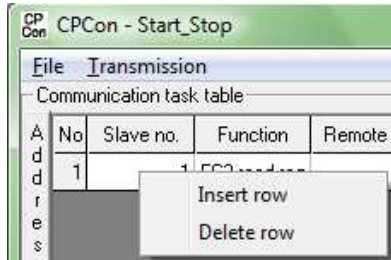 CP
Con CPCon - Start_Stop
File Transmission
Communication task table
Addres
No Slave no. Function Remote
1 1
Insert row
Delete row